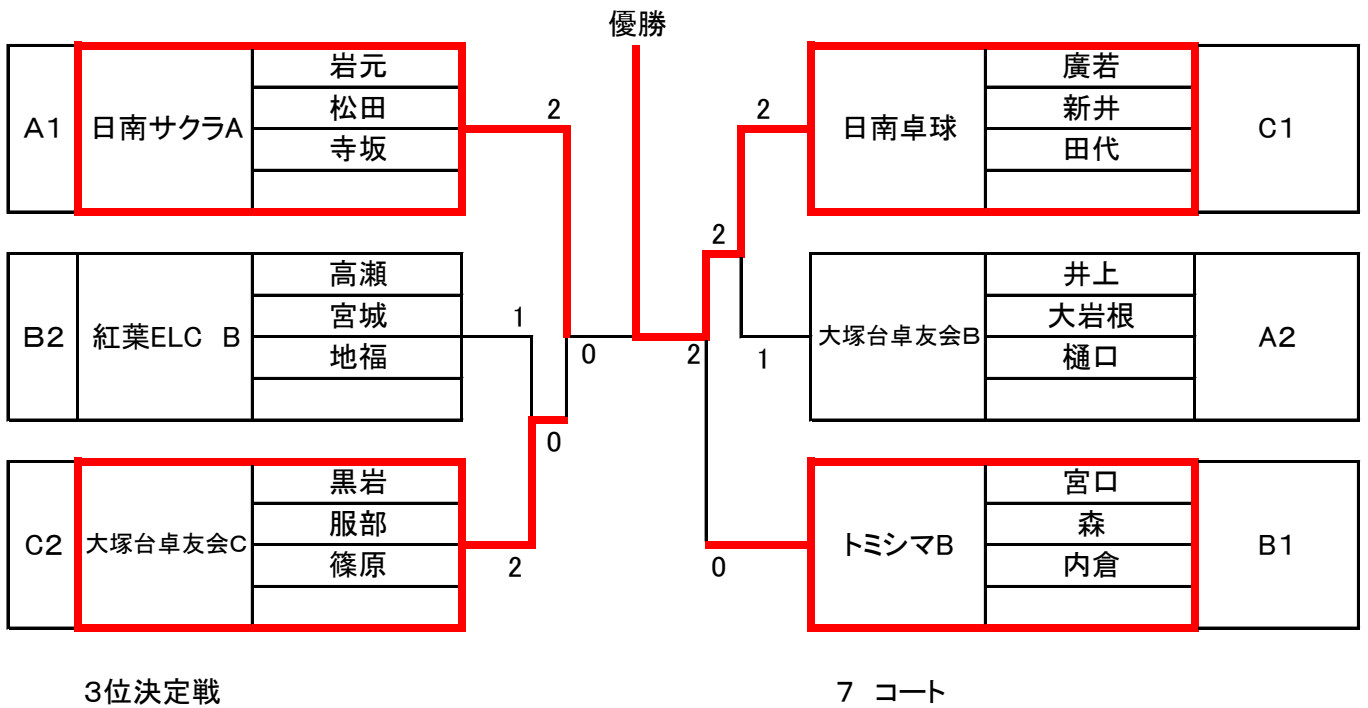 優勝
A1 日南サクラA
岩元
松田
寺坂
2
2
日南卓球
廣若
新井
田代
C1
B2 紅葉ELC B
高瀬
宮城
地福
1
0
0
2
2
1
大塚台卓友会B
井上
大岩根
樋口
A2
C2 大塚台卓友会C
黒岩
服部
篠原
2
0
トミシマB
宮口
森
内倉
B1
3位決定戦
7 コート